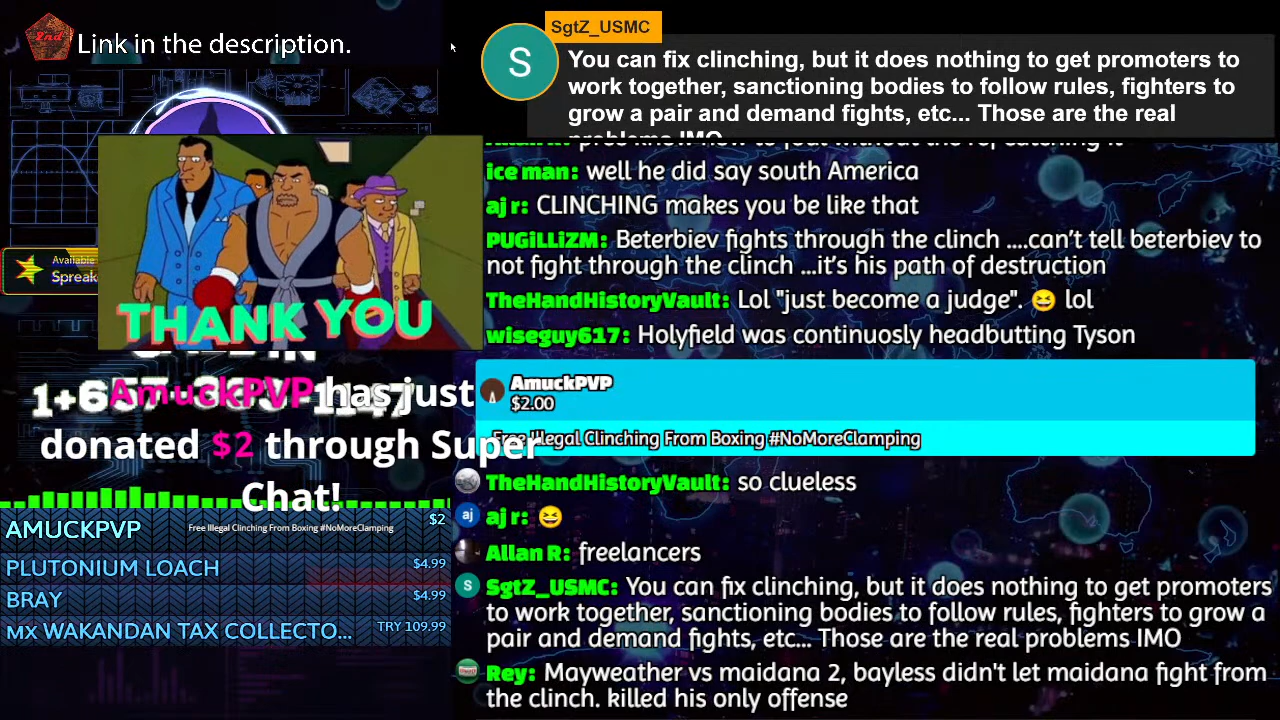 2nd
Link in the description.
SgtZ_USMC
S
You can fix clinching, but it does nothing to get promoters to
work together, sanctioning bodies to follow rules, fighters to
grow a pair and demand fights, etc... Those are the real
problems IMO
ice man: well he did say south America
aj r: CLINCHING makes you be like that
PUGiLLiZM: Beterbiev fights through the clinch ....can't tell beterbiev to
not fight through the clinch ...it's his path of destruction
TheHandHistoryVault: Lol "just become a judge". 😆 lol
wiseguy617: Holyfield was continuosly headbutting Tyson
AmuckPVP
$2.00
Free Illegal Clinching From Boxing #NoMoreClamping
TheHandHistoryVault: so clueless
aj
aj r: 😆
Allan R: freelancers
S
SgtZ_USMC: You can fix clinching, but it does nothing to get promoters
to work together, sanctioning bodies to follow rules, fighters to grow a
pair and demand fights, etc... Those are the real problems IMO
Rey: Mayweather vs maidana 2, bayless didn't let maidana fight from
the clinch. killed his only offense
Available
Spreak
THANK YOU
AmuckPVP has just
donated $2 through Super
Chat!
AMUCKPVP Free Illegal Clinching From Boxing #NoMoreClamping $2
PLUTONIUM LOACH $4.99
BRAY $4.99
MX WAKANDAN TAX COLLECTO... TRY 109.99